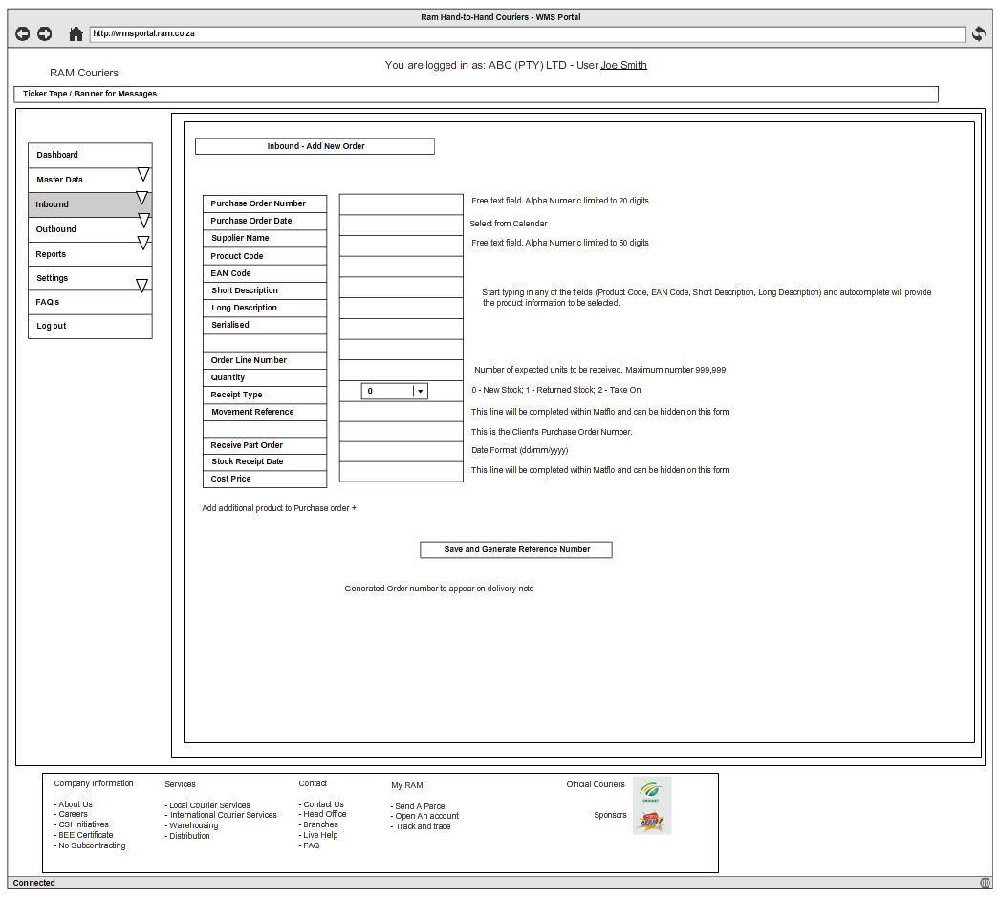 Ram Hand-to-Hand Couriers - WMS Portal
http://wmsportal.ram.co.za
You are logged in as: ABC (PTY) LTD - User Joe Smith
RAM Couriers
Ticker Tape / Banner for Messages
Dashboard
Master Data
Inbound
Outbound
Reports
Settings
FAQ's
Log out
Inbound - Add New Order
Purchase Order Number
Free text field. Alpha Numeric limited to 20 digits
Purchase Order Date
Select from Calendar
Supplier Name
Free text field. Alpha Numeric limited to 50 digits
Product Code
EAN Code
Short Description
Start typing in any of the fields (Product Code, EAN Code, Short Description, Long Description) and autocomplete will provide
the product information to be selected.
Long Description
Serialised
Order Line Number
Number of expected units to be received. Maximum number 999,999
Quantity
0
0 - New Stock; 1 - Returned Stock; 2 - Take On
Receipt Type
Movement Reference
This line will be completed within Matflo and can be hidden on this form
This is the Client's Purchase Order Number.
Receive Part Order
Date Format (dd/mm/yyyy)
Stock Receipt Date
This line will be completed within Matflo and can be hidden on this form
Cost Price
Add additional product to Purchase order +
Save and Generate Reference Number
Generated Order number to appear on delivery note
Company Information
- About Us
- Careers
- CSI Initiatives
- BEE Certificate
- No Subcontracting
Services
- Local Courier Services
- International Courier Services
- Warehousing
- Distribution
Contact
- Contact Us
- Head Office
- Branches
- Live Help
- FAQ
My RAM
- Send A Parcel
- Open An account
- Track and trace
Official Couriers
Sponsors
Connected